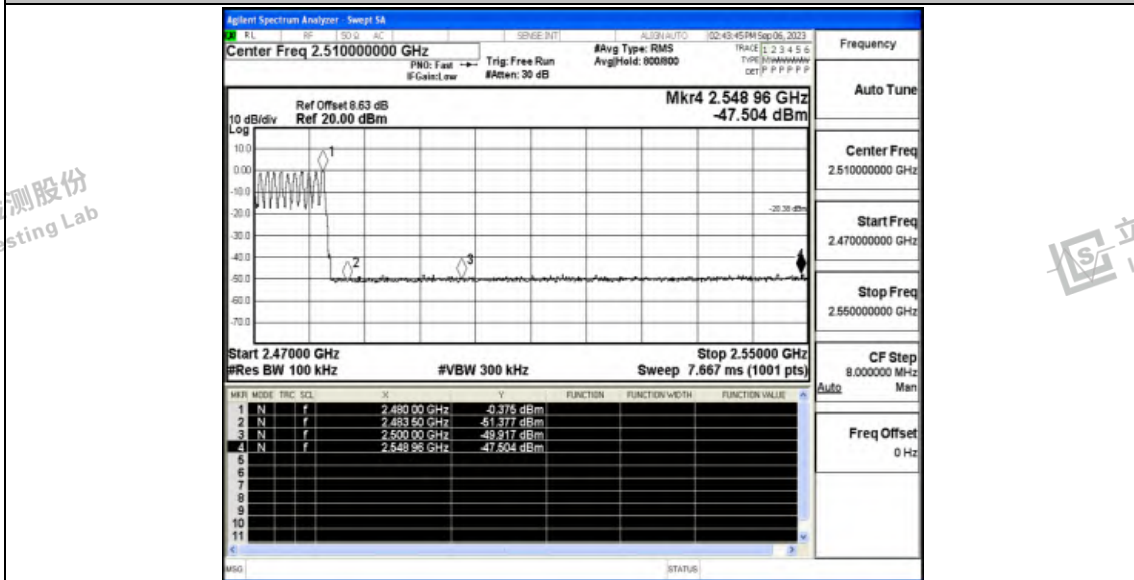 Agilent Spectrum Analyzer - Swept SA
RL RF 50 Ω AC SENSE:INT ALIGN AUTO 02:43:45 PM Sep 06, 2023
Center Freq 2.510000000 GHz
PNO: Fast
IFGain:Low
Trig: Free Run
#Atten: 30 dB
#Avg Type: RMS
Avg|Hold: 800/800
TRACE 1 2 3 4 5 6
TYPE
DET P P P P P P
Ref Offset 8.63 dB
10 dB/div Ref 20.00 dBm
Log
Mkr4 2.548 96 GHz
-47.504 dBm
10.0
0.00
-10.0
-20.0
-30.0
-40.0
-50.0
-60.0
-70.0
1
2
3
4
-20.38 dBm
Start 2.47000 GHz Stop 2.55000 GHz
#Res BW 100 kHz #VBW 300 kHz Sweep 7.667 ms (1001 pts)
MKR MODE TRC SCL X Y FUNCTION FUNCTION WIDTH FUNCTION VALUE
1 N f 2.480 00 GHz -0.375 dBm
2 N f 2.483 50 GHz -51.377 dBm
3 N f 2.500 00 GHz -49.917 dBm
4 N f 2.548 96 GHz -47.504 dBm
5
6
7
8
9
10
11
MSG STATUS
Frequency
Auto Tune
Center Freq
2.510000000 GHz
Start Freq
2.470000000 GHz
Stop Freq
2.550000000 GHz
CF Step
8.000000 MHz
Auto Man
Freq Offset
0 Hz
测股份
esting Lab
LS
立